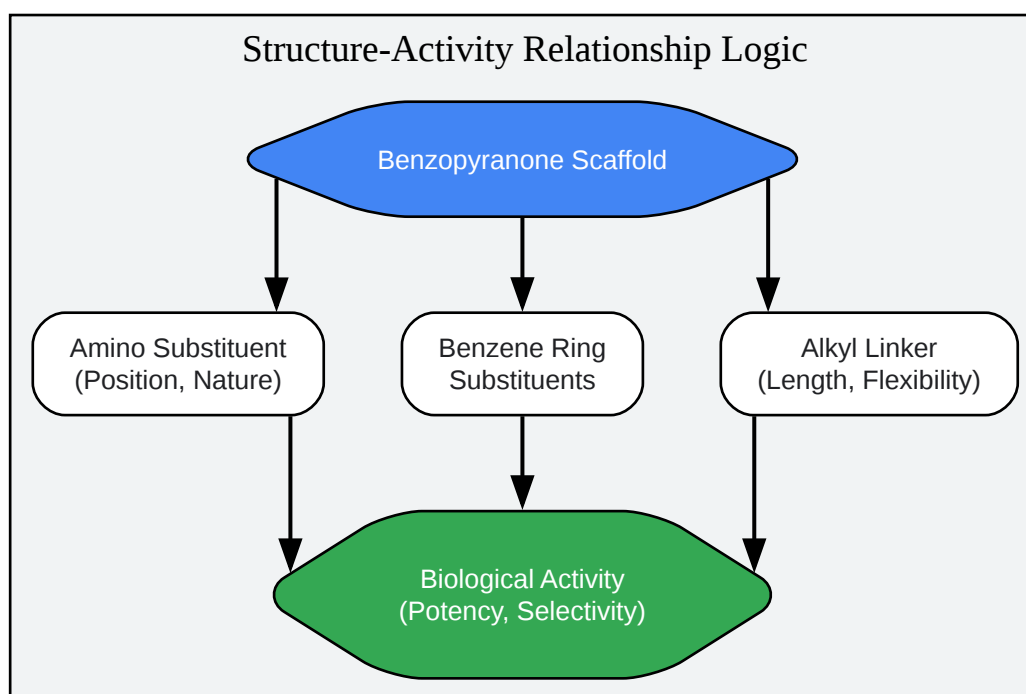 Structure-Activity Relationship Logic
Benzopyranone Scaffold
Amino Substituent
(Position, Nature)
Benzene Ring
Substituents
Alkyl Linker
(Length, Flexibility)
Biological Activity
(Potency, Selectivity)